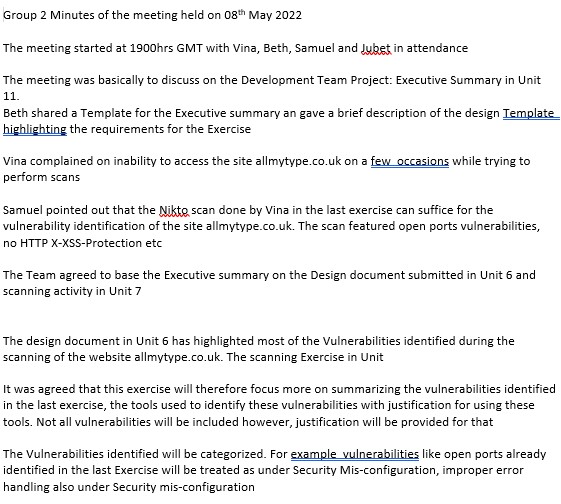 Group 2 Minutes of the meeting held on 08th May 2022
The meeting started at 1900hrs GMT with Vina, Beth, Samuel and Jubet in attendance
The meeting was basically to discuss on the Development Team Project: Executive Summary in Unit
11.
Beth shared a Template for the Executive summary an gave a brief description of the design Template
highlighting the requirements for the Exercise
Vina complained on inability to access the site allmytype.co.uk on a few occasions while trying to
perform scans
Samuel pointed out that the Nikto scan done by Vina in the last exercise can suffice for the
vulnerability identification of the site allmytype.co.uk. The scan featured open ports vulnerabilities,
no HTTP X-XSS-Protection etc
The Team agreed to base the Executive summary on the Design document submitted in Unit 6 and
scanning activity in Unit 7
The design document in Unit 6 has highlighted most of the Vulnerabilities identified during the
scanning of the website allmytype.co.uk. The scanning Exercise in Unit
It was agreed that this exercise will therefore focus more on summarizing the vulnerabilities identified
in the last exercise, the tools used to identify these vulnerabilities with justification for using these
tools. Not all vulnerabilities will be included however, justification will be provided for that
The Vulnerabilities identified will be categorized. For example vulnerabilities like open ports already
identified in the last Exercise will be treated as under Security Mis-configuration, improper error
handling also under Security mis-configuration